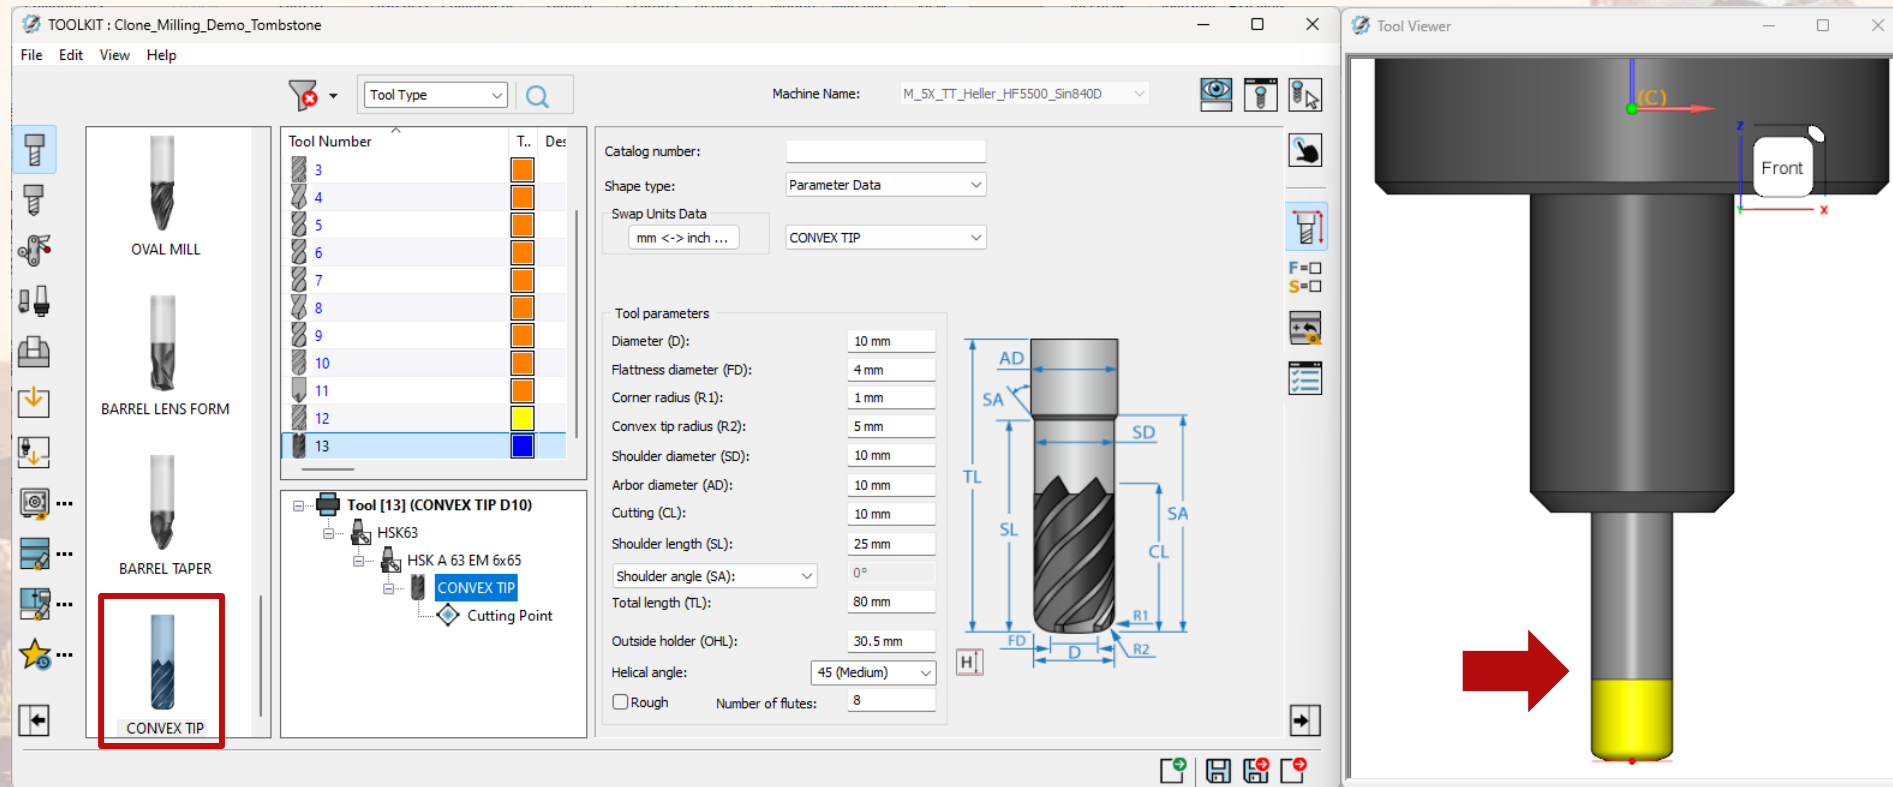 TOOLKIT : Clone_Milling_Demo_Tombstone
File Edit View Help
Tool Type
Machine Name: M_5X_TT_Heller_HF5500_Sin840D
OVAL MILL
BARREL LENS FORM
BARREL TAPER
CONVEX TIP
Tool Number T.. Des
3
4
5
6
7
8
9
10
11
12
13
Tool [13] (CONVEX TIP D10)
HSK63
HSK A 63 EM 6x65
CONVEX TIP
Cutting Point
Catalog number:
Shape type: Parameter Data
Swap Units Data
mm <-> inch ... CONVEX TIP
Tool parameters
Diameter (D): 10 mm
Flattness diameter (FD): 4 mm
Corner radius (R1): 1 mm
Convex tip radius (R2): 5 mm
Shoulder diameter (SD): 10 mm
Arbor diameter (AD): 10 mm
Cutting (CL): 10 mm
Shoulder length (SL): 25 mm
Shoulder angle (SA): 0°
Total length (TL): 80 mm
Outside holder (OHL): 30.5 mm
Helical angle: 45 (Medium)
Rough Number of flutes: 8
AD
SA
SD
TL
SL
SA
CL
R1
FD
D
R2
H
F=
S=
Tool Viewer
(C)
Z
Front
Y
X